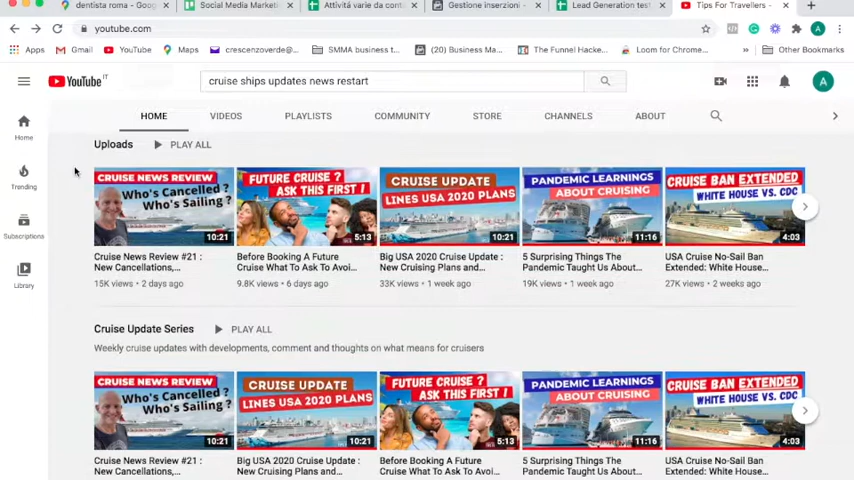 dentista roma - Goog
Social Media Marketi
Attività varie da cont
Gestione inserzioni -
Lead Generation test
Tips For Travellers -
youtube.com
Apps
Gmail
YouTube
Maps
crescenzoverde@...
SMMA business t...
(20) Business Ma...
The Funnel Hacke...
Loom for Chrome...
Other Bookmarks
YouTube IT
cruise ships updates news restart
A
HOME
VIDEOS
PLAYLISTS
COMMUNITY
STORE
CHANNELS
ABOUT
Home
Trending
Subscriptions
Library
Uploads
PLAY ALL
CRUISE NEWS REVIEW
Who's Cancelled ?
Who's Sailing ?
10:21
FUTURE CRUISE ?
ASK THIS FIRST !
5:13
CRUISE UPDATE
LINES USA 2020 PLANS
10:21
PANDEMIC LEARNINGS
ABOUT CRUISING
11:16
CRUISE BAN EXTENDED
WHITE HOUSE VS. CDC
4:03
Cruise News Review #21 :
New Cancellations,...
15K views • 2 days ago
Before Booking A Future
Cruise What To Ask To Avoi...
9.8K views • 6 days ago
Big USA 2020 Cruise Update :
New Cruising Plans and...
33K views • 1 week ago
5 Surprising Things The
Pandemic Taught Us About...
19K views • 1 week ago
USA Cruise No-Sail Ban
Extended: White House...
27K views • 2 weeks ago
Cruise Update Series
PLAY ALL
Weekly cruise updates with developments, comment and thoughts on what means for cruisers
CRUISE NEWS REVIEW
Who's Cancelled ?
Who's Sailing ?
10:21
CRUISE UPDATE
LINES USA 2020 PLANS
10:21
FUTURE CRUISE ?
ASK THIS FIRST !
5:13
PANDEMIC LEARNINGS
ABOUT CRUISING
11:16
CRUISE BAN EXTENDED
WHITE HOUSE VS. CDC
4:03
Cruise News Review #21 :
New Cancellations,...
Big USA 2020 Cruise Update :
New Cruising Plans and...
Before Booking A Future
Cruise What To Ask To Avoi...
5 Surprising Things The
Pandemic Taught Us About...
USA Cruise No-Sail Ban
Extended: White House...